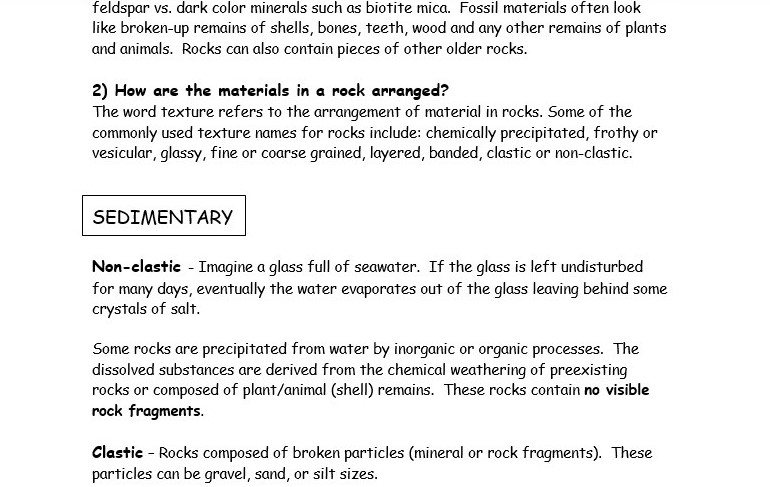 feldspar vs. dark color minerals such as biotite mica.  Fossil materials often look
like broken-up remains of shells, bones, teeth, wood and any other remains of plants
and animals.  Rocks can also contain pieces of other older rocks.
2) How are the materials in a rock arranged?
The word texture refers to the arrangement of material in rocks. Some of the
commonly used texture names for rocks include: chemically precipitated, frothy or
vesicular, glassy, fine or coarse grained, layered, banded, clastic or non-clastic.
SEDIMENTARY
Non-clastic  - Imagine a glass full of seawater.  If the glass is left undisturbed
for many days, eventually the water evaporates out of the glass leaving behind some
crystals of salt.
Some rocks are precipitated from water by inorganic or organic processes.  The
dissolved substances are derived from the chemical weathering of preexisting
rocks or composed of plant/animal (shell) remains.  These rocks contain no visible
rock fragments.
Clastic – Rocks composed of broken particles (mineral or rock fragments).  These
particles can be gravel, sand, or silt sizes.